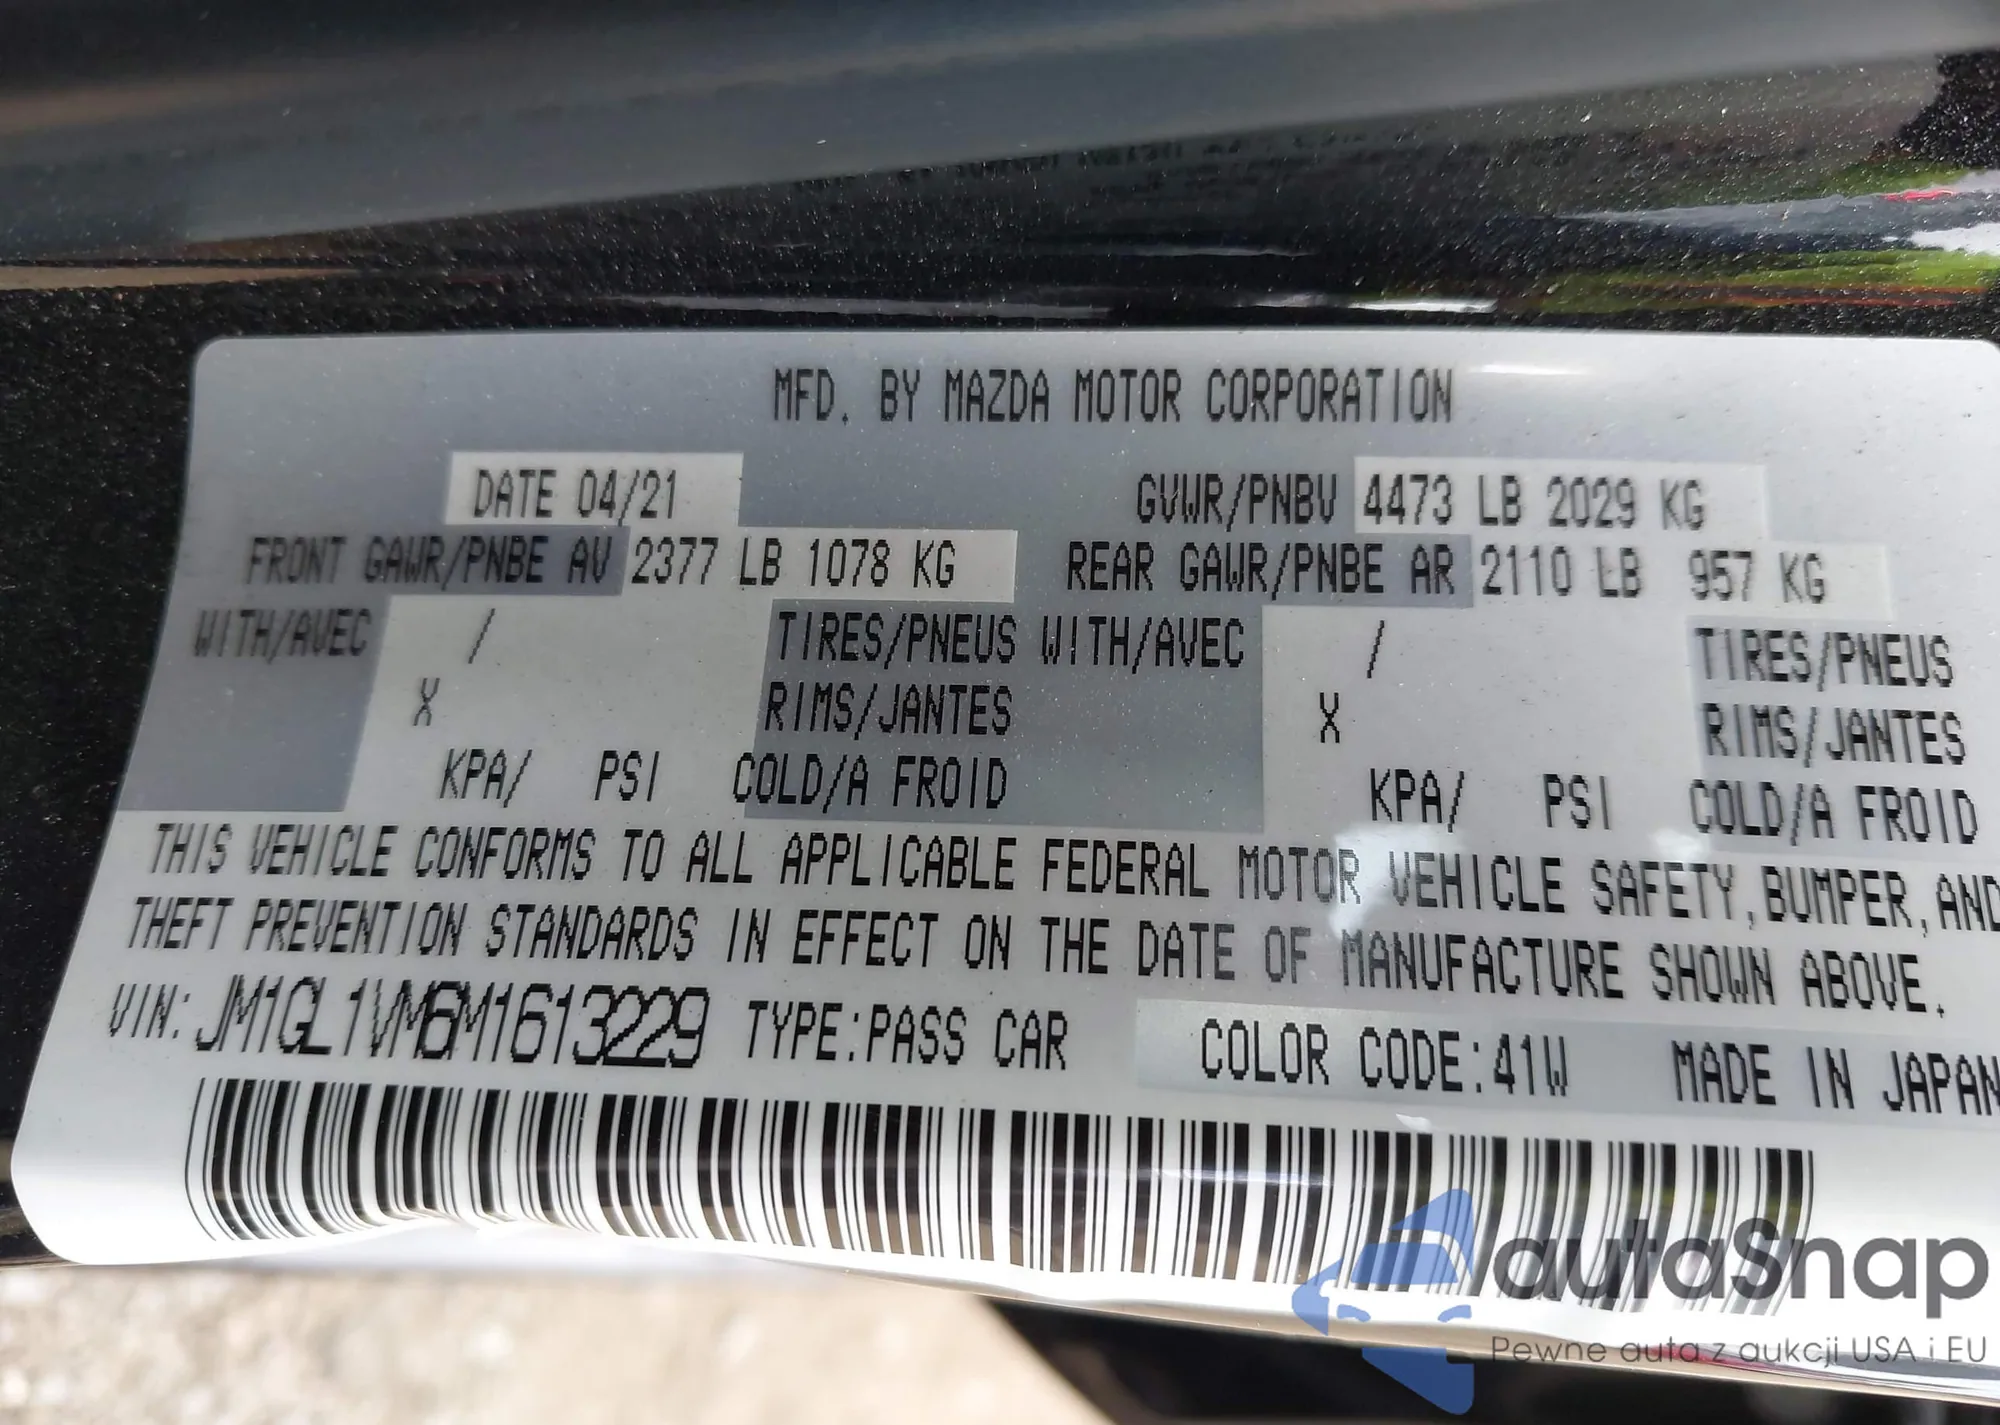 MFD. BY MAZDA MOTOR CORPORATION
DATE 04/21 GVWR/PNBV 4473 LB 2029 KG
FRONT GAWR/PNBE AV 2377 LB 1078 KG REAR GAWR/PNBE AR 2110 LB 957 KG
WITH/AVEC / TIRES/PNEUS WITH/AVEC / TIRES/PNEUS
X RIMS/JANTES X RIMS/JANTES
KPA/ PSI COLD/A FROID KPA/ PSI COLD/A FROID
THIS VEHICLE CONFORMS TO ALL APPLICABLE FEDERAL MOTOR VEHICLE SAFETY,BUMPER,AND
THEFT PREVENTION STANDARDS IN EFFECT ON THE DATE OF MANUFACTURE SHOWN ABOVE.
VIN:JM1GL1VM6M1613229 TYPE:PASS CAR COLOR CODE:41W MADE IN JAPAN
autaSnap
Pewne auta z aukcji USA i EU